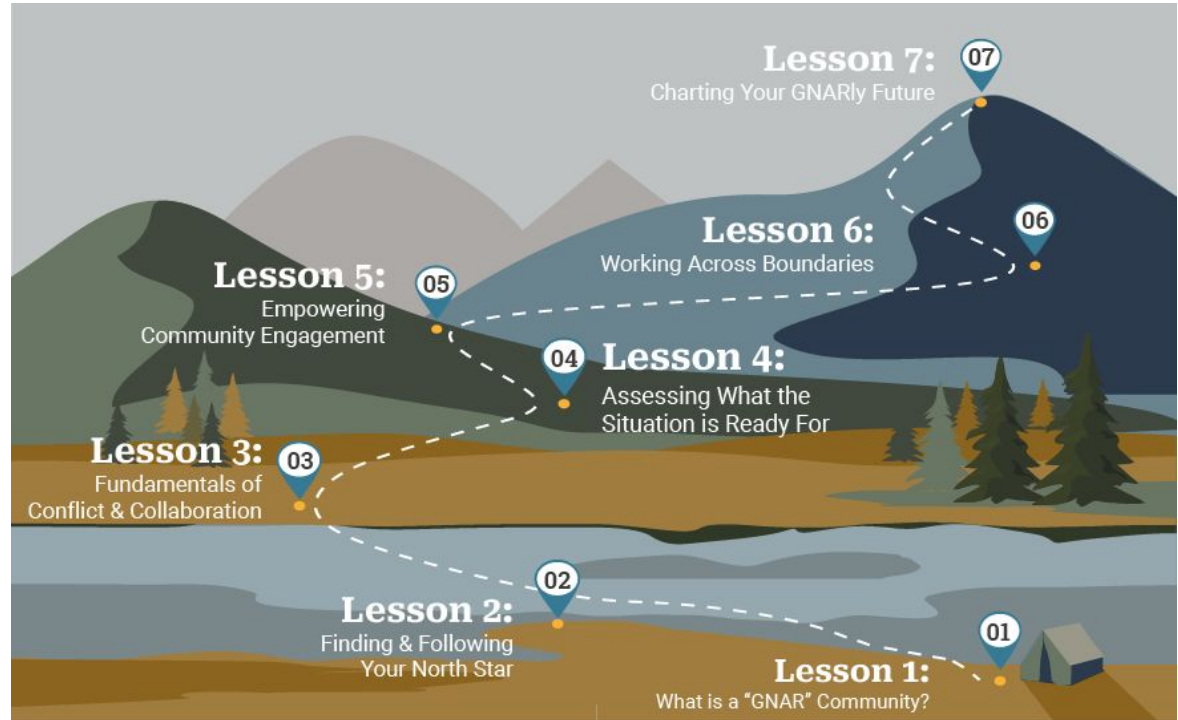 Lesson 7:
Charting Your GNARly Future
07
Lesson 6:
Working Across Boundaries
06
Lesson 5:
Empowering
Community Engagement
05
04
Lesson 4:
Assessing What the
Situation is Ready For
Lesson 3:
Fundamentals of
Conflict & Collaboration
03
02
Lesson 2:
Finding & Following
Your North Star
01
Lesson 1:
What is a “GNAR” Community?